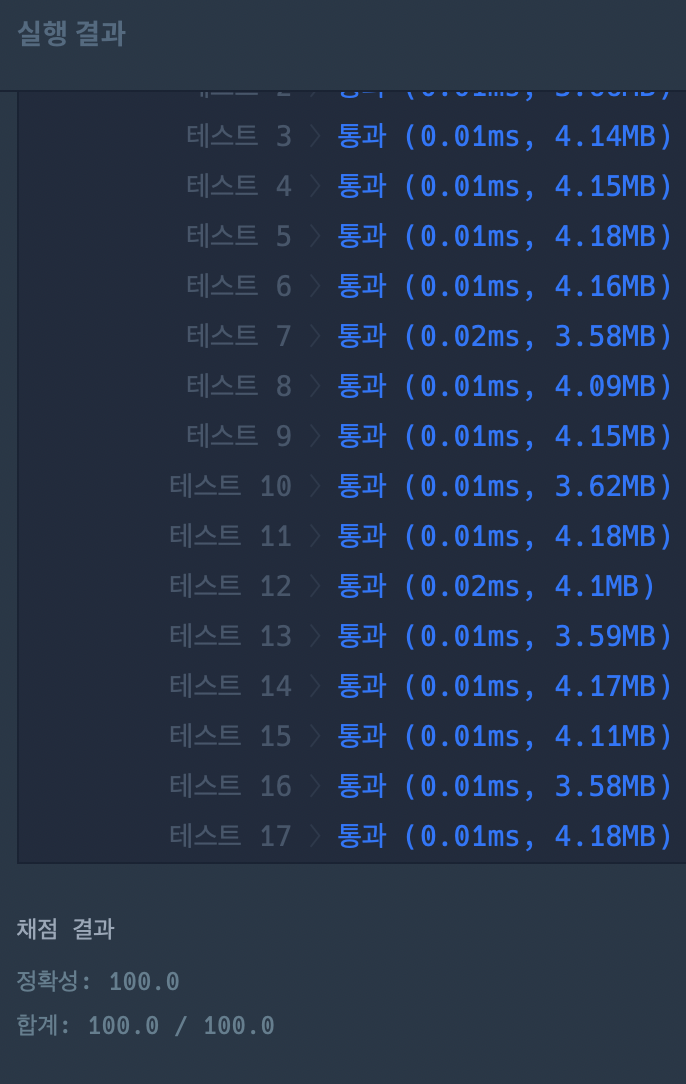 실행 결과
테스트 3 〉 통과 (0.01ms, 4.14MB)
테스트 4 〉 통과 (0.01ms, 4.15MB)
테스트 5 〉 통과 (0.01ms, 4.18MB)
테스트 6 〉 통과 (0.01ms, 4.16MB)
테스트 7 〉 통과 (0.02ms, 3.58MB)
테스트 8 〉 통과 (0.01ms, 4.09MB)
테스트 9 〉 통과 (0.01ms, 4.15MB)
테스트 10 〉 통과 (0.01ms, 3.62MB)
테스트 11 〉 통과 (0.01ms, 4.18MB)
테스트 12 〉 통과 (0.02ms, 4.1MB)
테스트 13 〉 통과 (0.01ms, 3.59MB)
테스트 14 〉 통과 (0.01ms, 4.17MB)
테스트 15 〉 통과 (0.01ms, 4.11MB)
테스트 16 〉 통과 (0.01ms, 3.58MB)
테스트 17 〉 통과 (0.01ms, 4.18MB)
채점 결과
정확성: 100.0
합계: 100.0 / 100.0